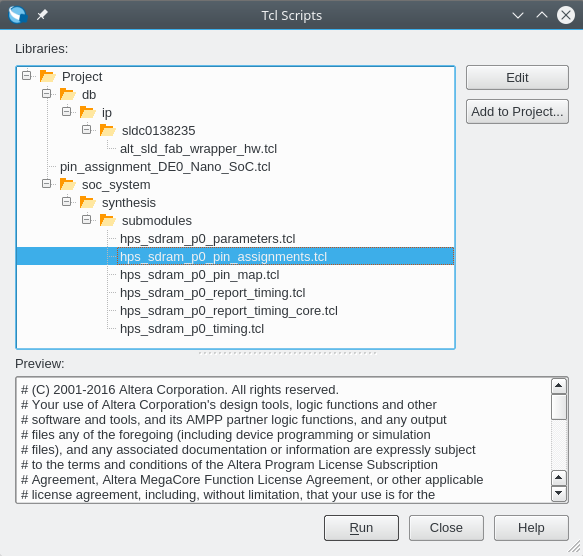 Tcl Scripts
Libraries:
Project
db
ip
sldc0138235
alt_sld_fab_wrapper_hw.tcl
pin_assignment_DE0_Nano_SoC.tcl
soc_system
synthesis
submodules
hps_sdram_p0_parameters.tcl
hps_sdram_p0_pin_assignments.tcl
hps_sdram_p0_pin_map.tcl
hps_sdram_p0_report_timing.tcl
hps_sdram_p0_report_timing_core.tcl
hps_sdram_p0_timing.tcl
Edit
Add to Project...
Preview:
# (C) 2001-2016 Altera Corporation. All rights reserved.
# Your use of Altera Corporation's design tools, logic functions and other
# software and tools, and its AMPP partner logic functions, and any output
# files any of the foregoing (including device programming or simulation
# files), and any associated documentation or information are expressly subject
# to the terms and conditions of the Altera Program License Subscription
# Agreement, Altera MegaCore Function License Agreement, or other applicable
# license agreement, including, without limitation, that your use is for the
Run
Close
Help